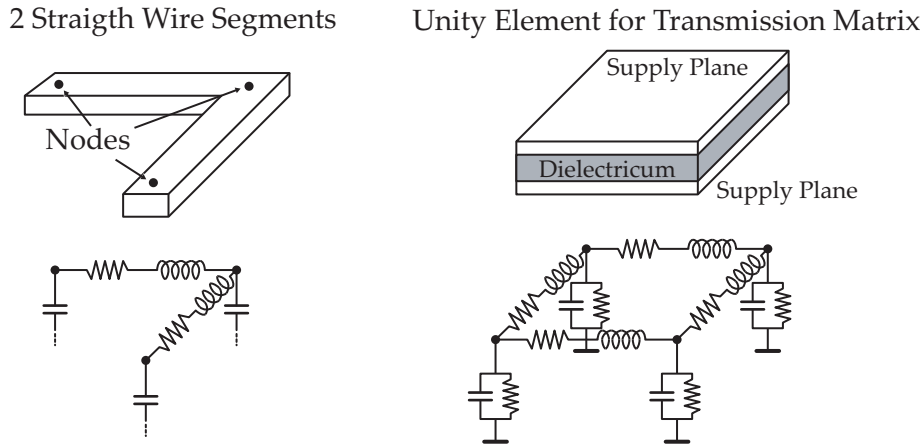 2 Straigth Wire Segments
Unity Element for Transmission Matrix
Supply Plane
Nodes
Dielectricum
Supply Plane